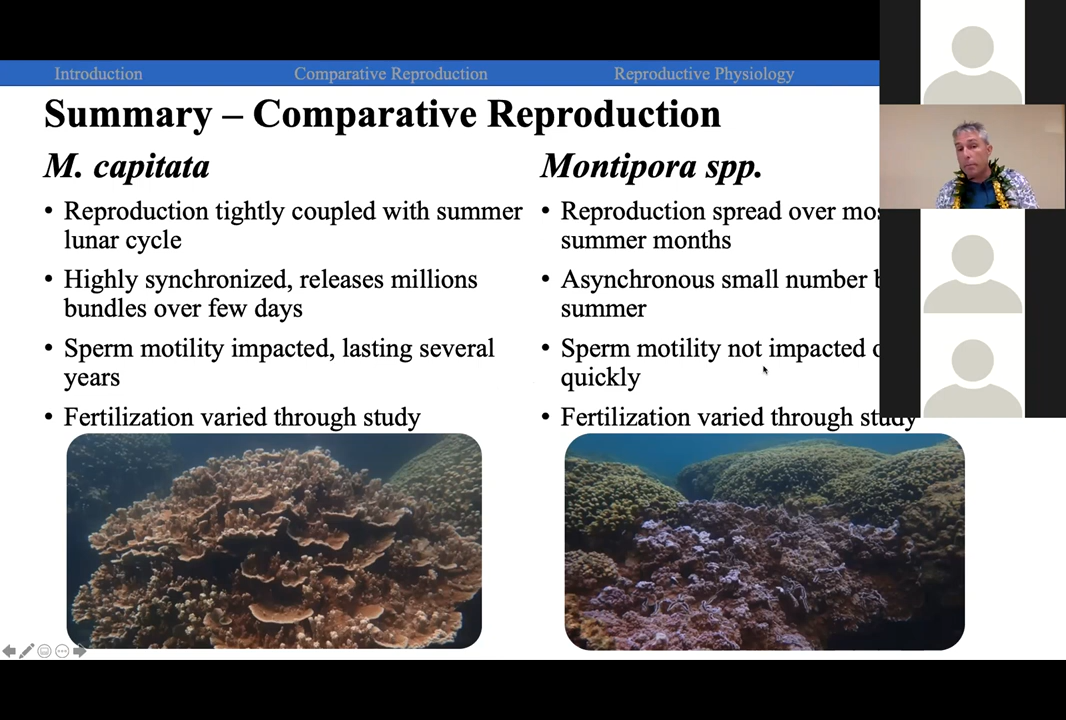 Introduction
Comparative Reproduction
Reproductive Physiology
Summary – Comparative Reproduction
M. capitata
• Reproduction tightly coupled with summer
lunar cycle
• Highly synchronized, releases millions
bundles over few days
• Sperm motility impacted, lasting several
years
• Fertilization varied through study
Montipora spp.
• Reproduction spread over
summer months
• Asynchronous small number
summer
• Sperm motility not impacted
quickly
• Fertilization varied through study